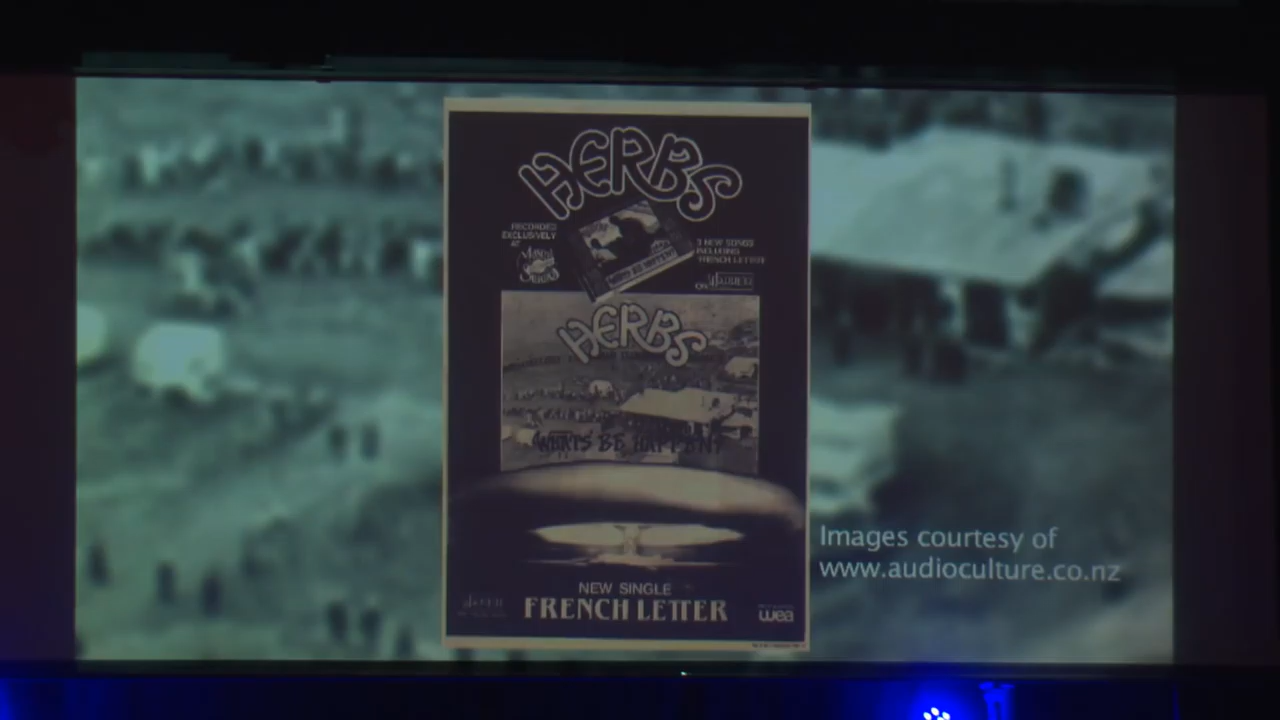 HERBS
RECORDED
EXCLUSIVELY
AT
3 NEW SONGS
INCLUDING
'FRENCH LETTER'
ON
HERBS
WHATS BE HAPPEN?
NEW SINGLE
FRENCH LETTER
wea
Images courtesy of
www.audioculture.co.nz